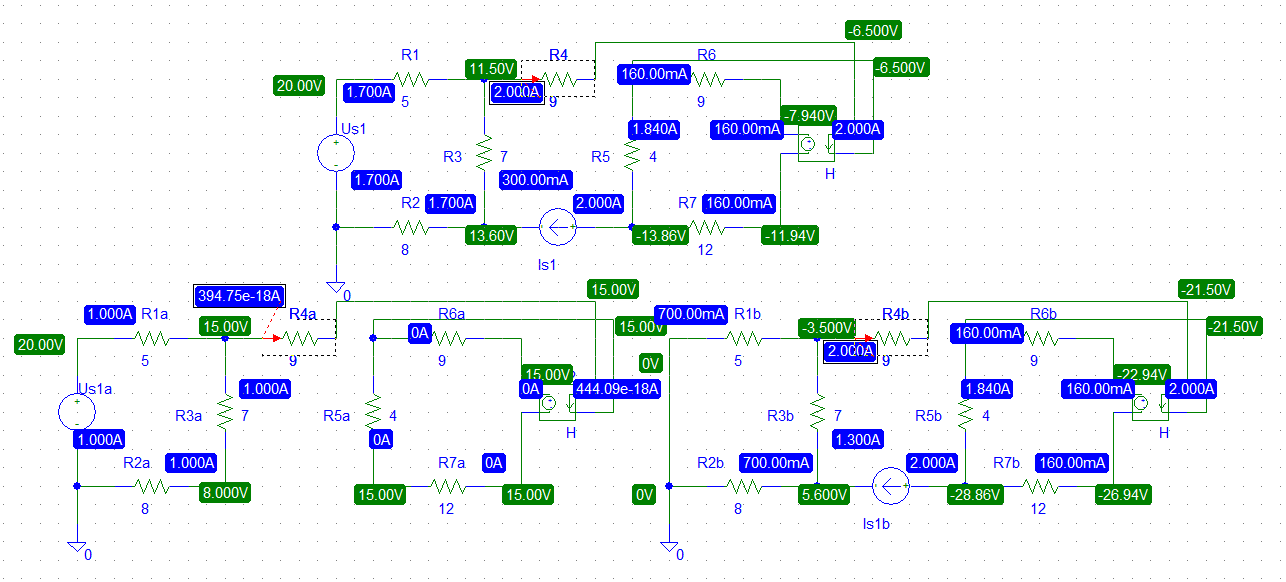 -6.500V
R1 R4 R6
11.50V -6.500V
160.00mA
20.00V 1.700A 2.000A
5 9 9
-7.940V
Us1 1.840A 160.00mA 2.000A
+
-
R3 7 R5 4
H
1.700A 300.00mA
R2 1.700A 2.000A R7 160.00mA
+
13.60V -13.86V -11.94V
8 12
Is1
0
394.75e-18A 15.00V -21.50V
1.000A R1a R4a R6a 700.00mA R1b R4b R6b
15.00V 15.00V -3.500V -21.50V
0A 160.00mA
20.00V 2.000A
5 9 9 0V 5 9 9
15.00V -22.94V
Us1a 1.000A 0A 444.09e-18A 1.840A 160.00mA 2.000A
+
-
R3a 7 R5a 4 R3b 7 R5b 4
H H
1.000A 0A 1.300A
R2a 1.000A R7a 0A R2b 700.00mA 2.000A R7b 160.00mA
+
8.000V 15.00V 15.00V 0V 5.600V -28.86V -26.94V
8 12 8 12
Is1b
0 0